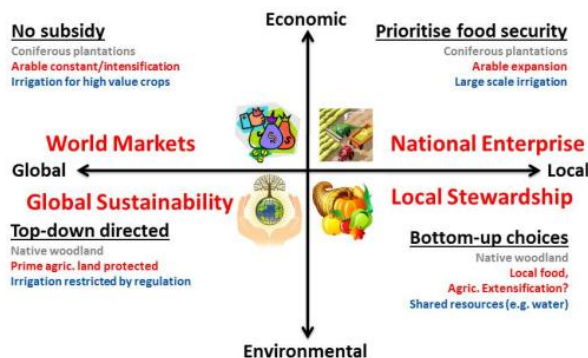 Economic
No subsidy
Coniferous plantations
Arable constant/intensification
Irrigation for high value crops
Prioritise food security
Coniferous plantations
Arable expansion
Large scale irrigation
World Markets
National Enterprise
Global
Local
Global Sustainability
Local Stewardship
Top-down directed
Native woodland
Prime agric. land protected
Irrigation restricted by regulation
Bottom-up choices
Native woodland
Local food,
Agric. Extensification?
Shared resources (e.g. water)
Environmental